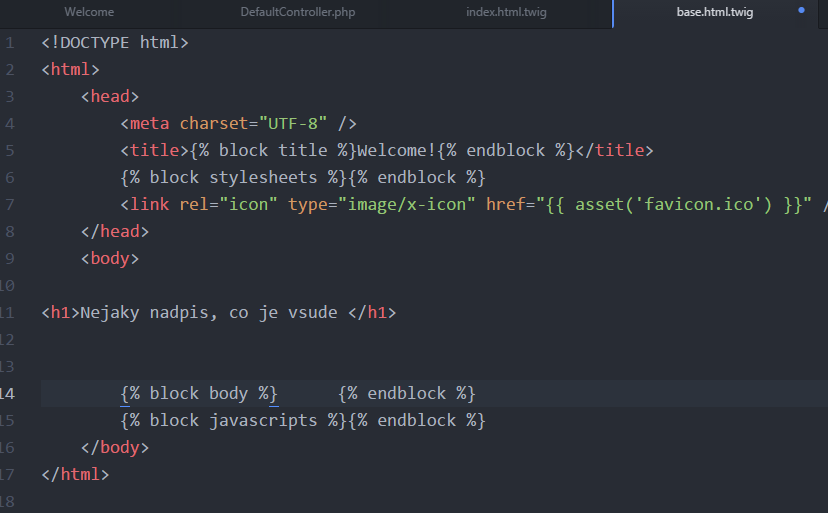 Welcome DefaultController.php index.html.twig base.html.twig
1 <!DOCTYPE html>
2 <html>
3 <head>
4 <meta charset="UTF-8" />
5 <title>{% block title %}Welcome!{% endblock %}</title>
6 {% block stylesheets %}{% endblock %}
7 <link rel="icon" type="image/x-icon" href="{{ asset('favicon.ico') }}" /
8 </head>
9 <body>
10
11 <h1>Nejaky nadpis, co je vsude </h1>
12
13
14 {% block body %} {% endblock %}
15 {% block javascripts %}{% endblock %}
16 </body>
17 </html>
18